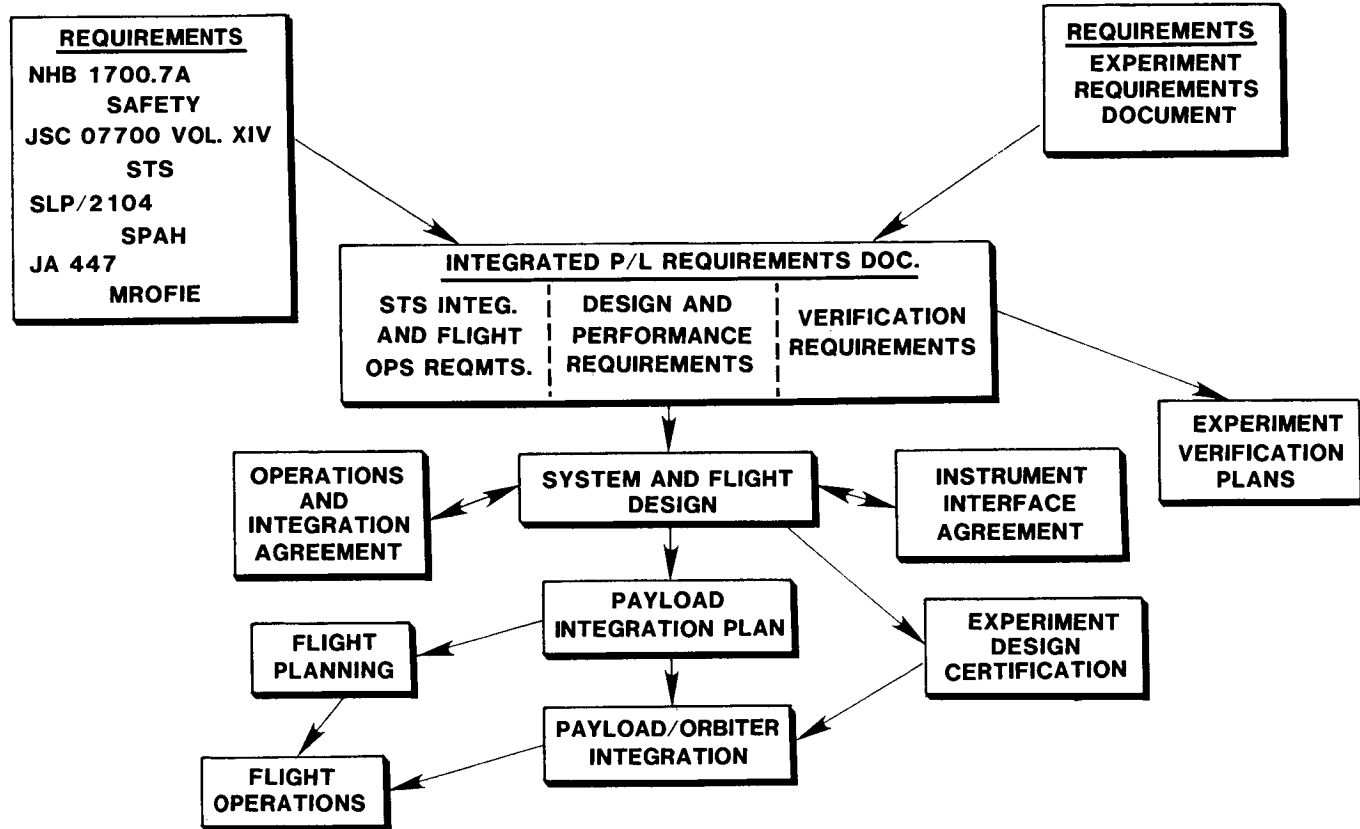 REQUIREMENTS
NHB 1700.7A
SAFETY
JSC 07700 VOL. XIV
STS
SLP/2104
SPAH
JA 447
MROFIE
REQUIREMENTS
EXPERIMENT
REQUIREMENTS
DOCUMENT
INTEGRATED P/L REQUIREMENTS DOC.
STS INTEG.
AND FLIGHT
OPS REQMTS.
DESIGN AND
PERFORMANCE
REQUIREMENTS
VERIFICATION
REQUIREMENTS
EXPERIMENT
VERIFICATION
PLANS
OPERATIONS
AND
INTEGRATION
AGREEMENT
SYSTEM AND FLIGHT
DESIGN
INSTRUMENT
INTERFACE
AGREEMENT
PAYLOAD
INTEGRATION PLAN
FLIGHT
PLANNING
EXPERIMENT
DESIGN
CERTIFICATION
PAYLOAD/ORBITER
INTEGRATION
FLIGHT
OPERATIONS